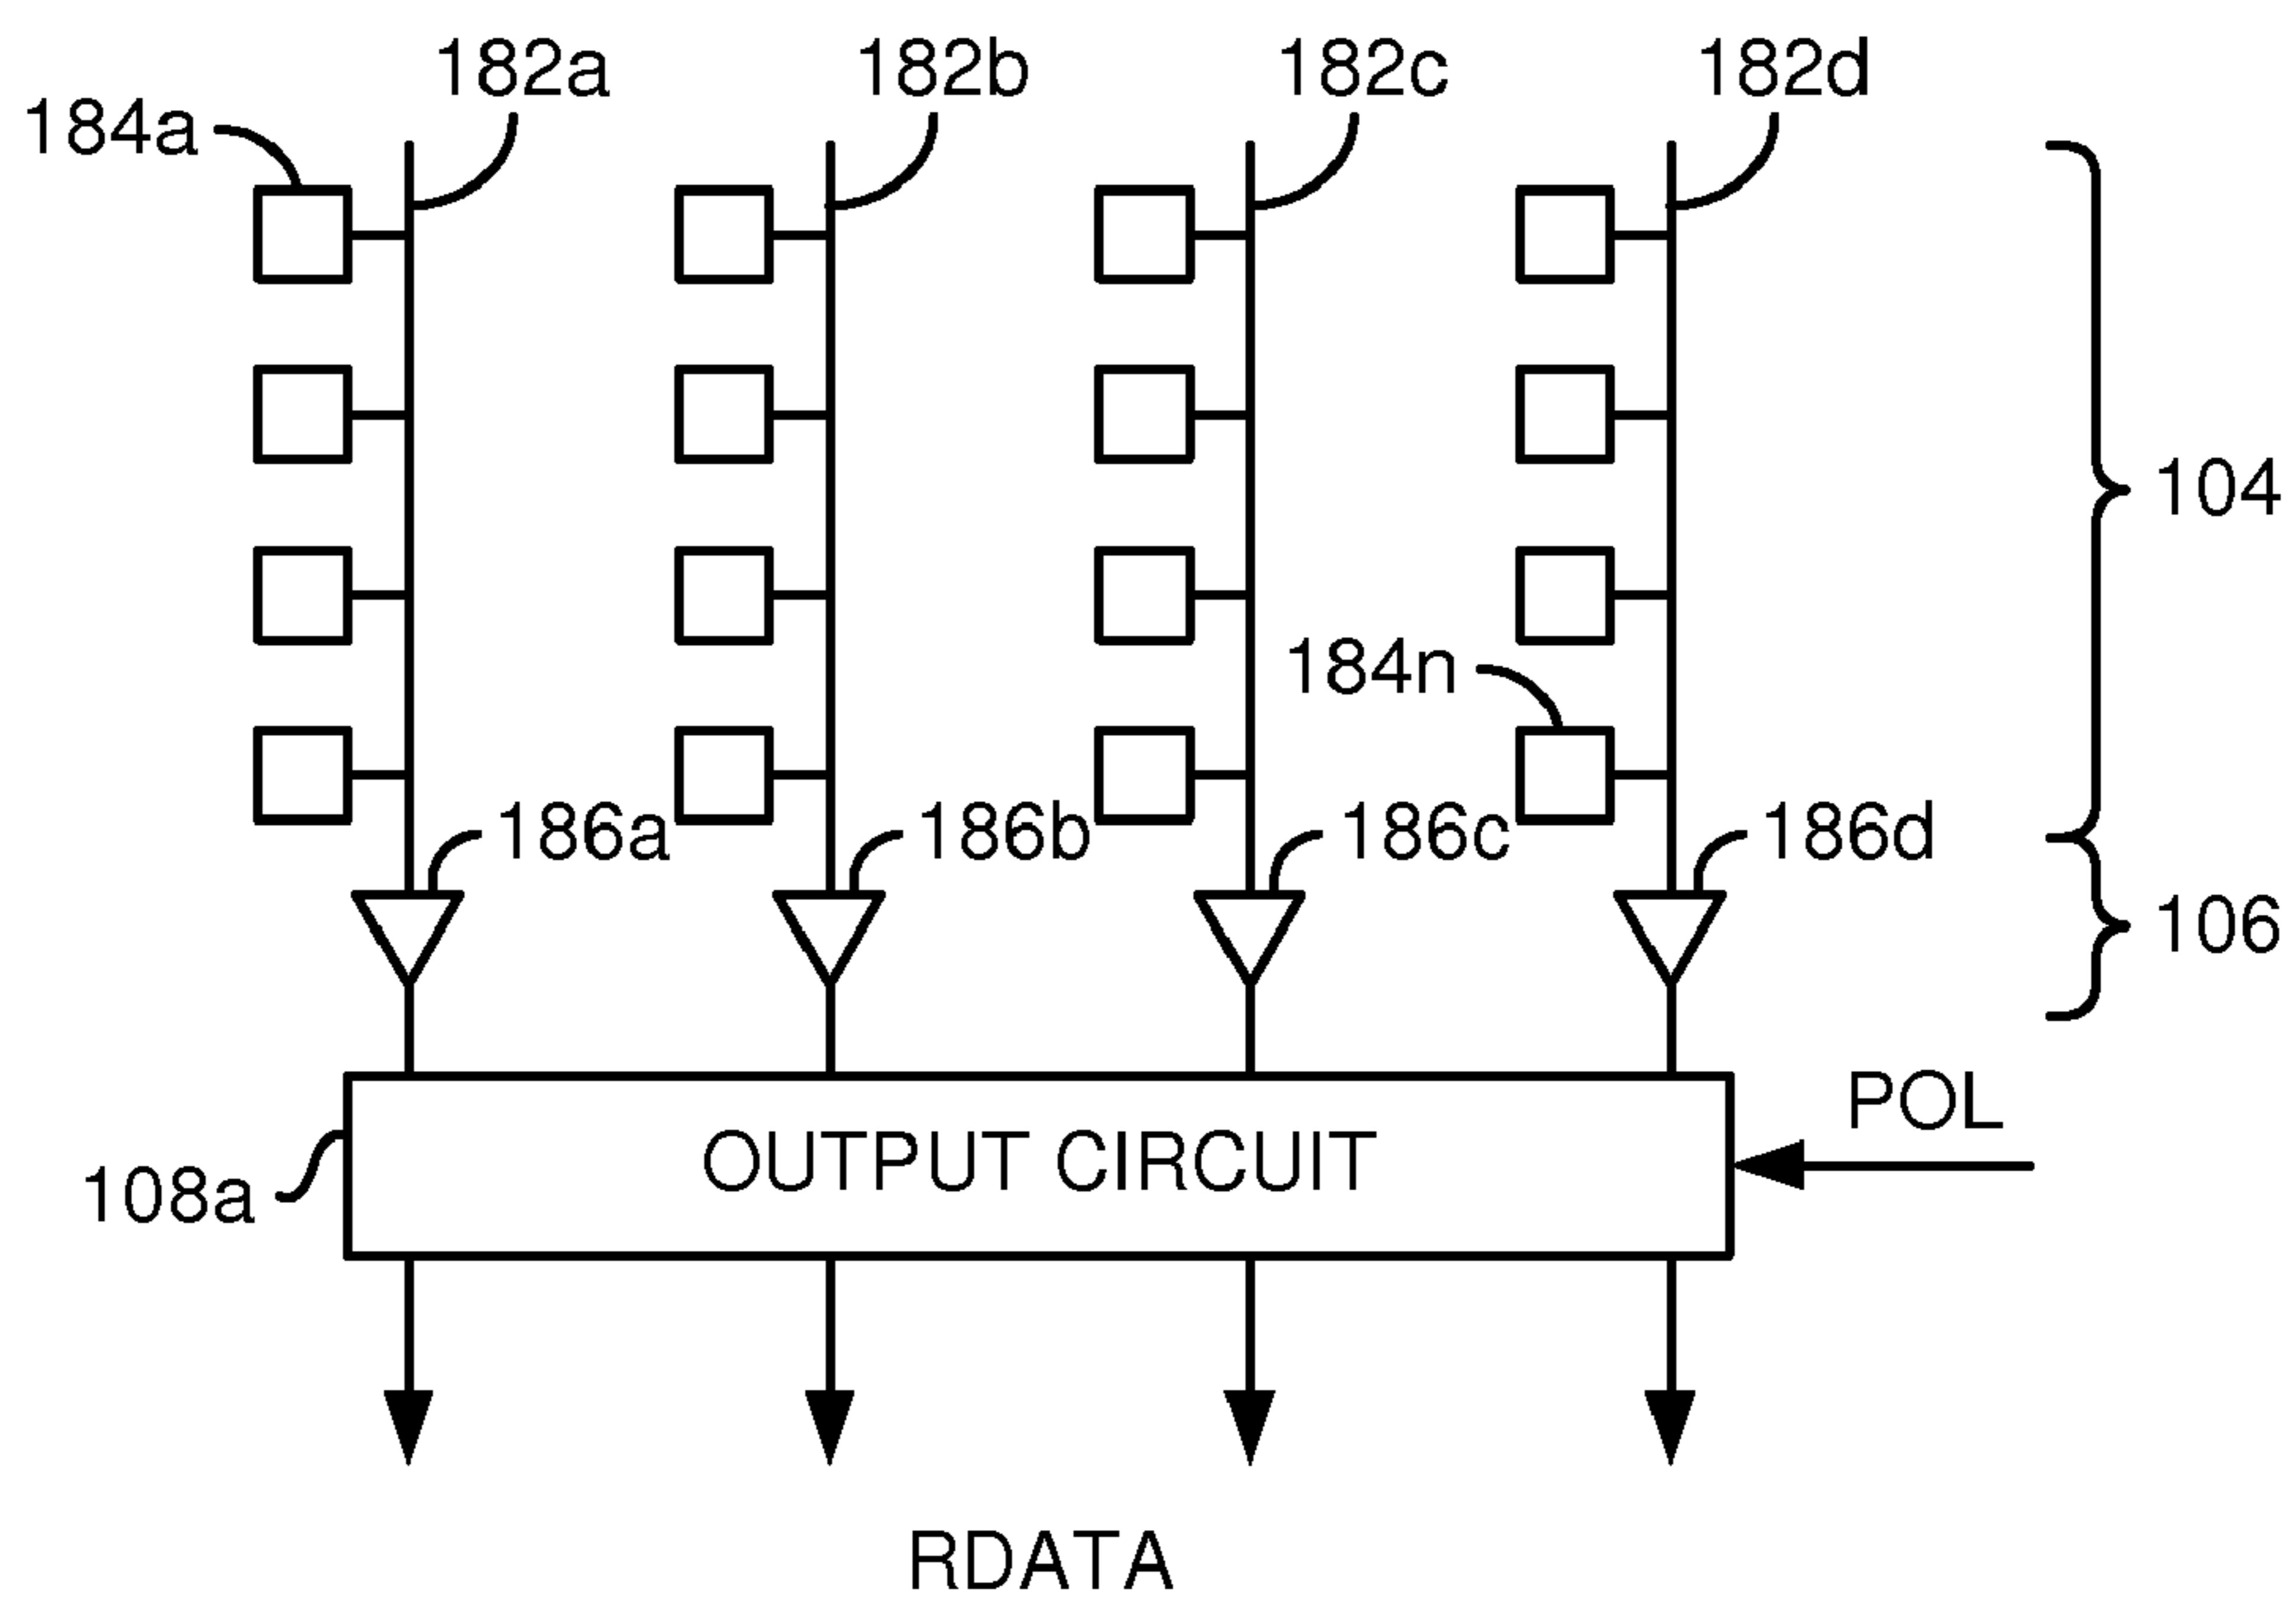 182a 182b 182c 182d
184a
104
184n
186a 186b 186c 186d
106
POL
OUTPUT CIRCUIT
108a
RDATA